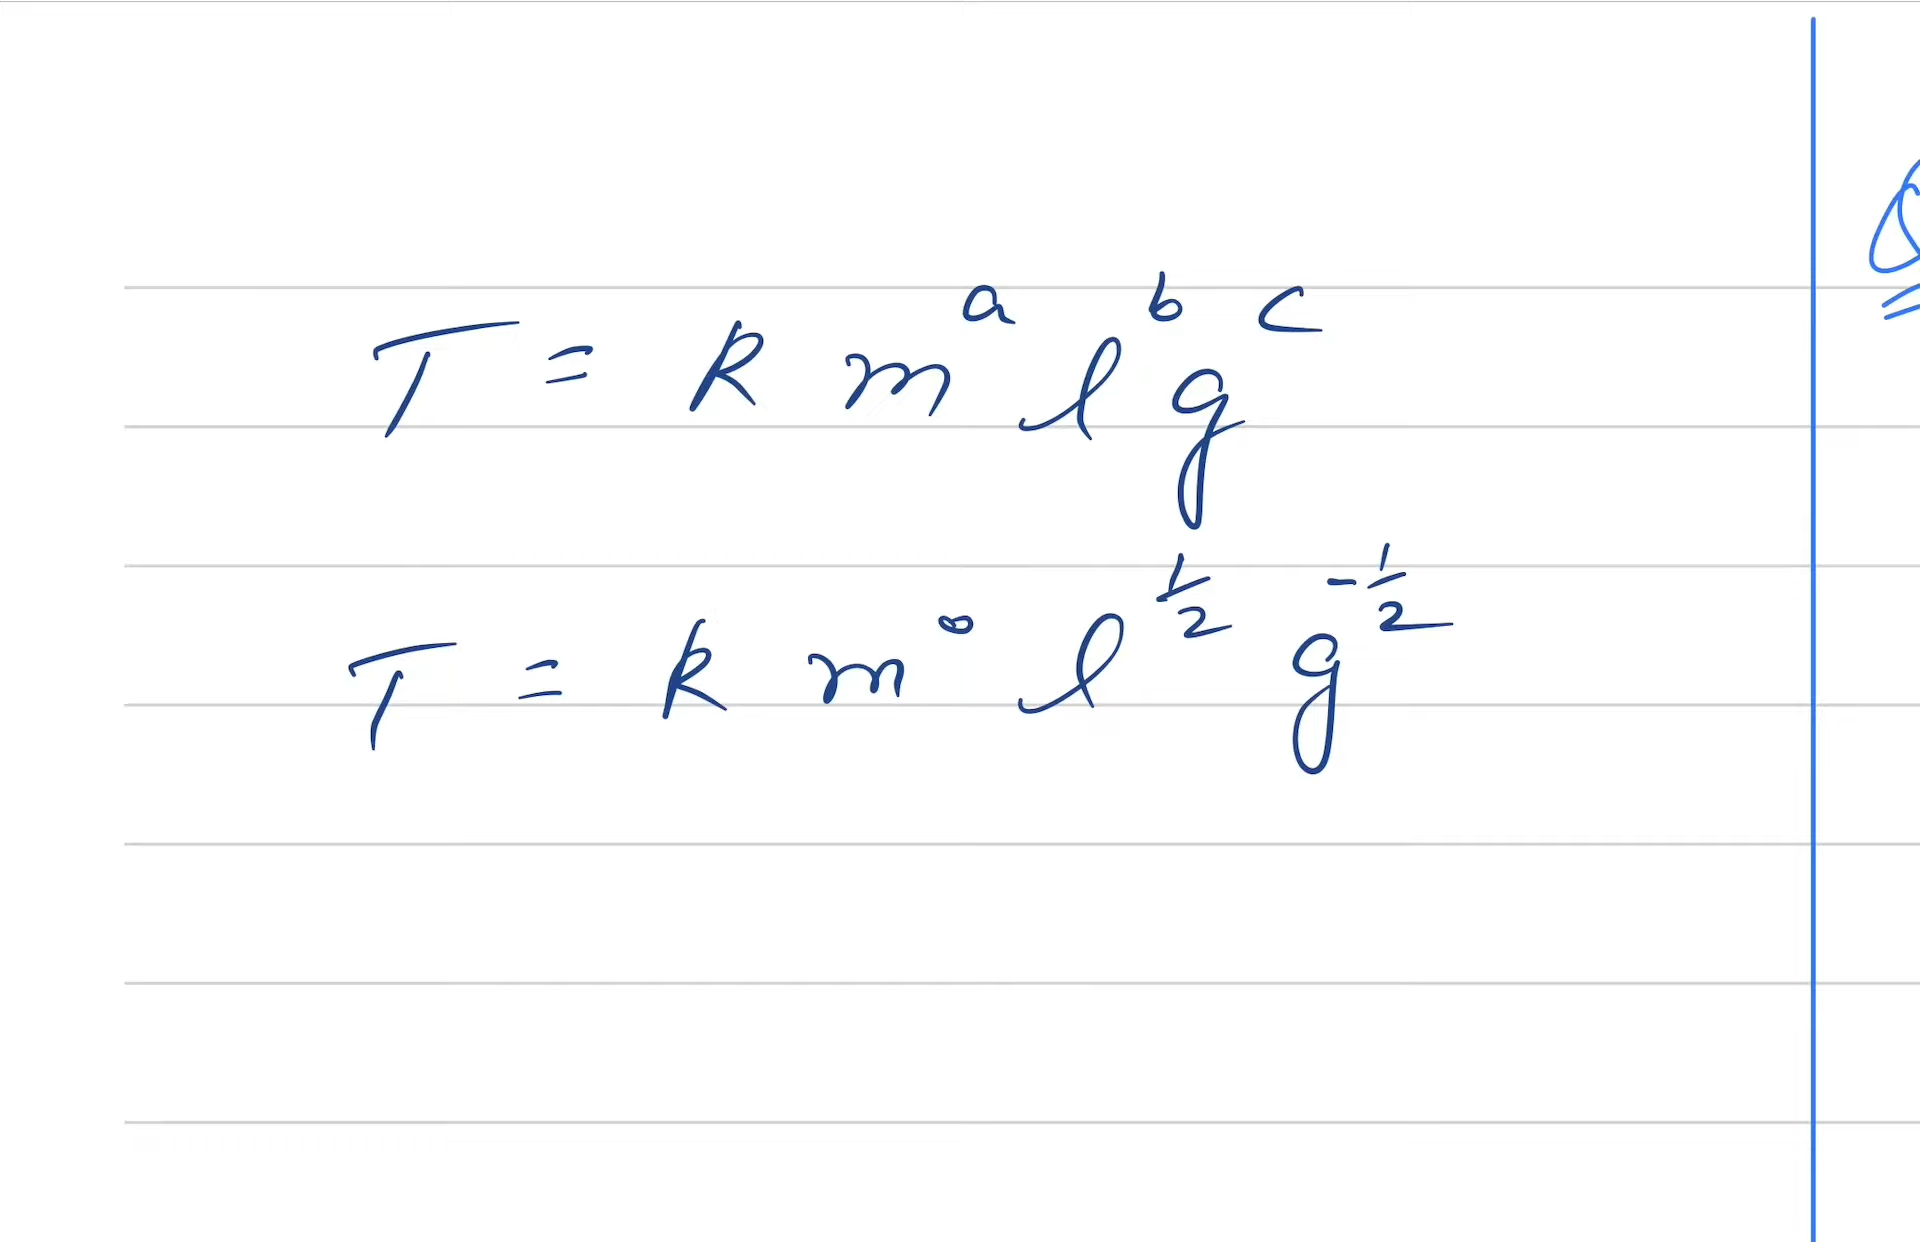 T = k m^a l^b g^c
T = k m^0 l^{1/2} g^{-1/2}